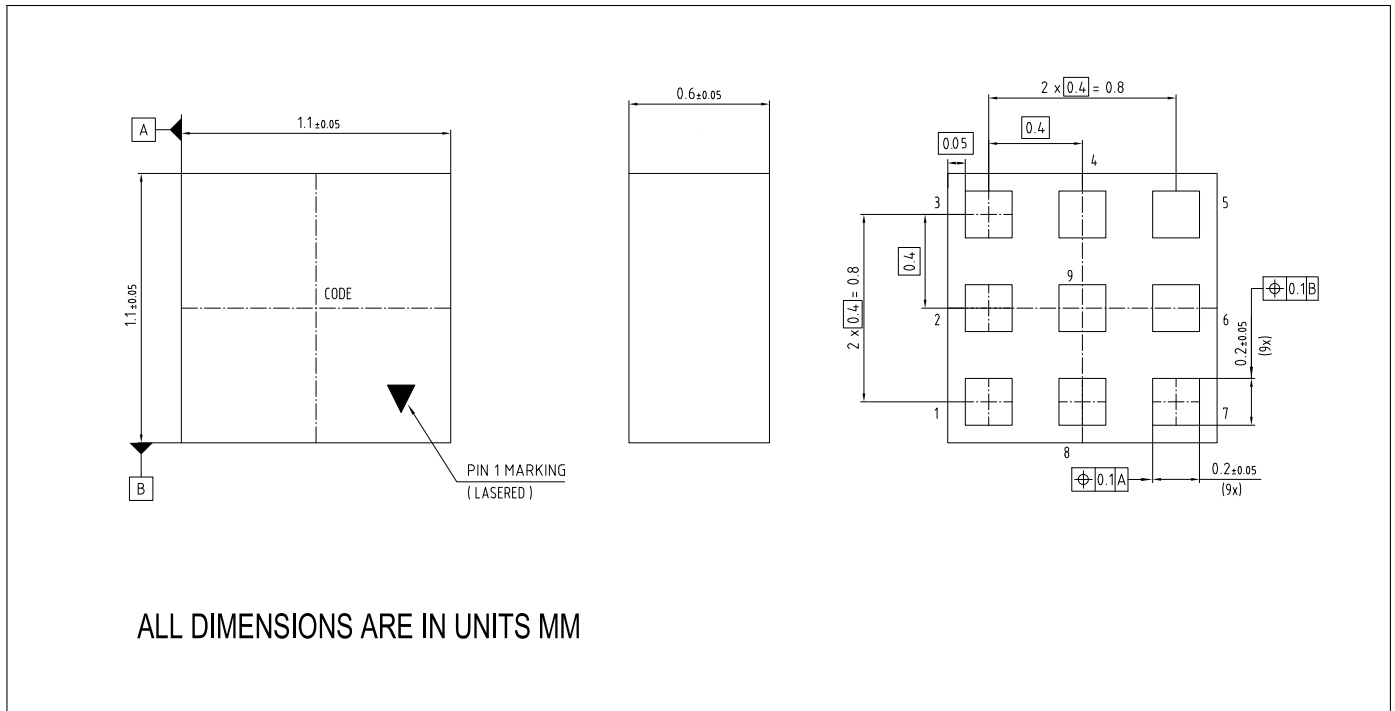 A
1.1±0.05
1.1±0.05
CODE
B
PIN 1 MARKING
( LASERED )
0.6±0.05
2 x 0.4 = 0.8
0.4
0.05
4
3
5
0.4
2 x 0.4 = 0.8
9
2
6
0.1 B
0.2±0.05
(9x)
1
7
8
0.1 A
0.2±0.05
(9x)
ALL DIMENSIONS ARE IN UNITS MM